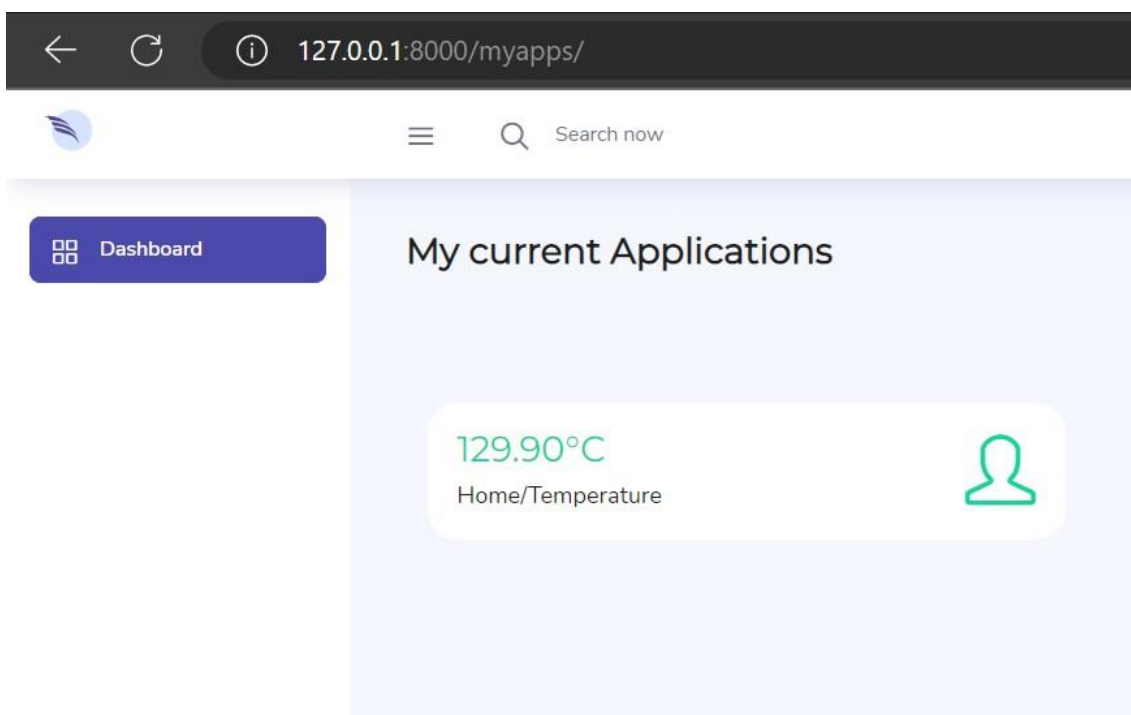 127.0.0.1:8000/myapps/
Search now
Dashboard
My current Applications
129.90°C
Home/Temperature